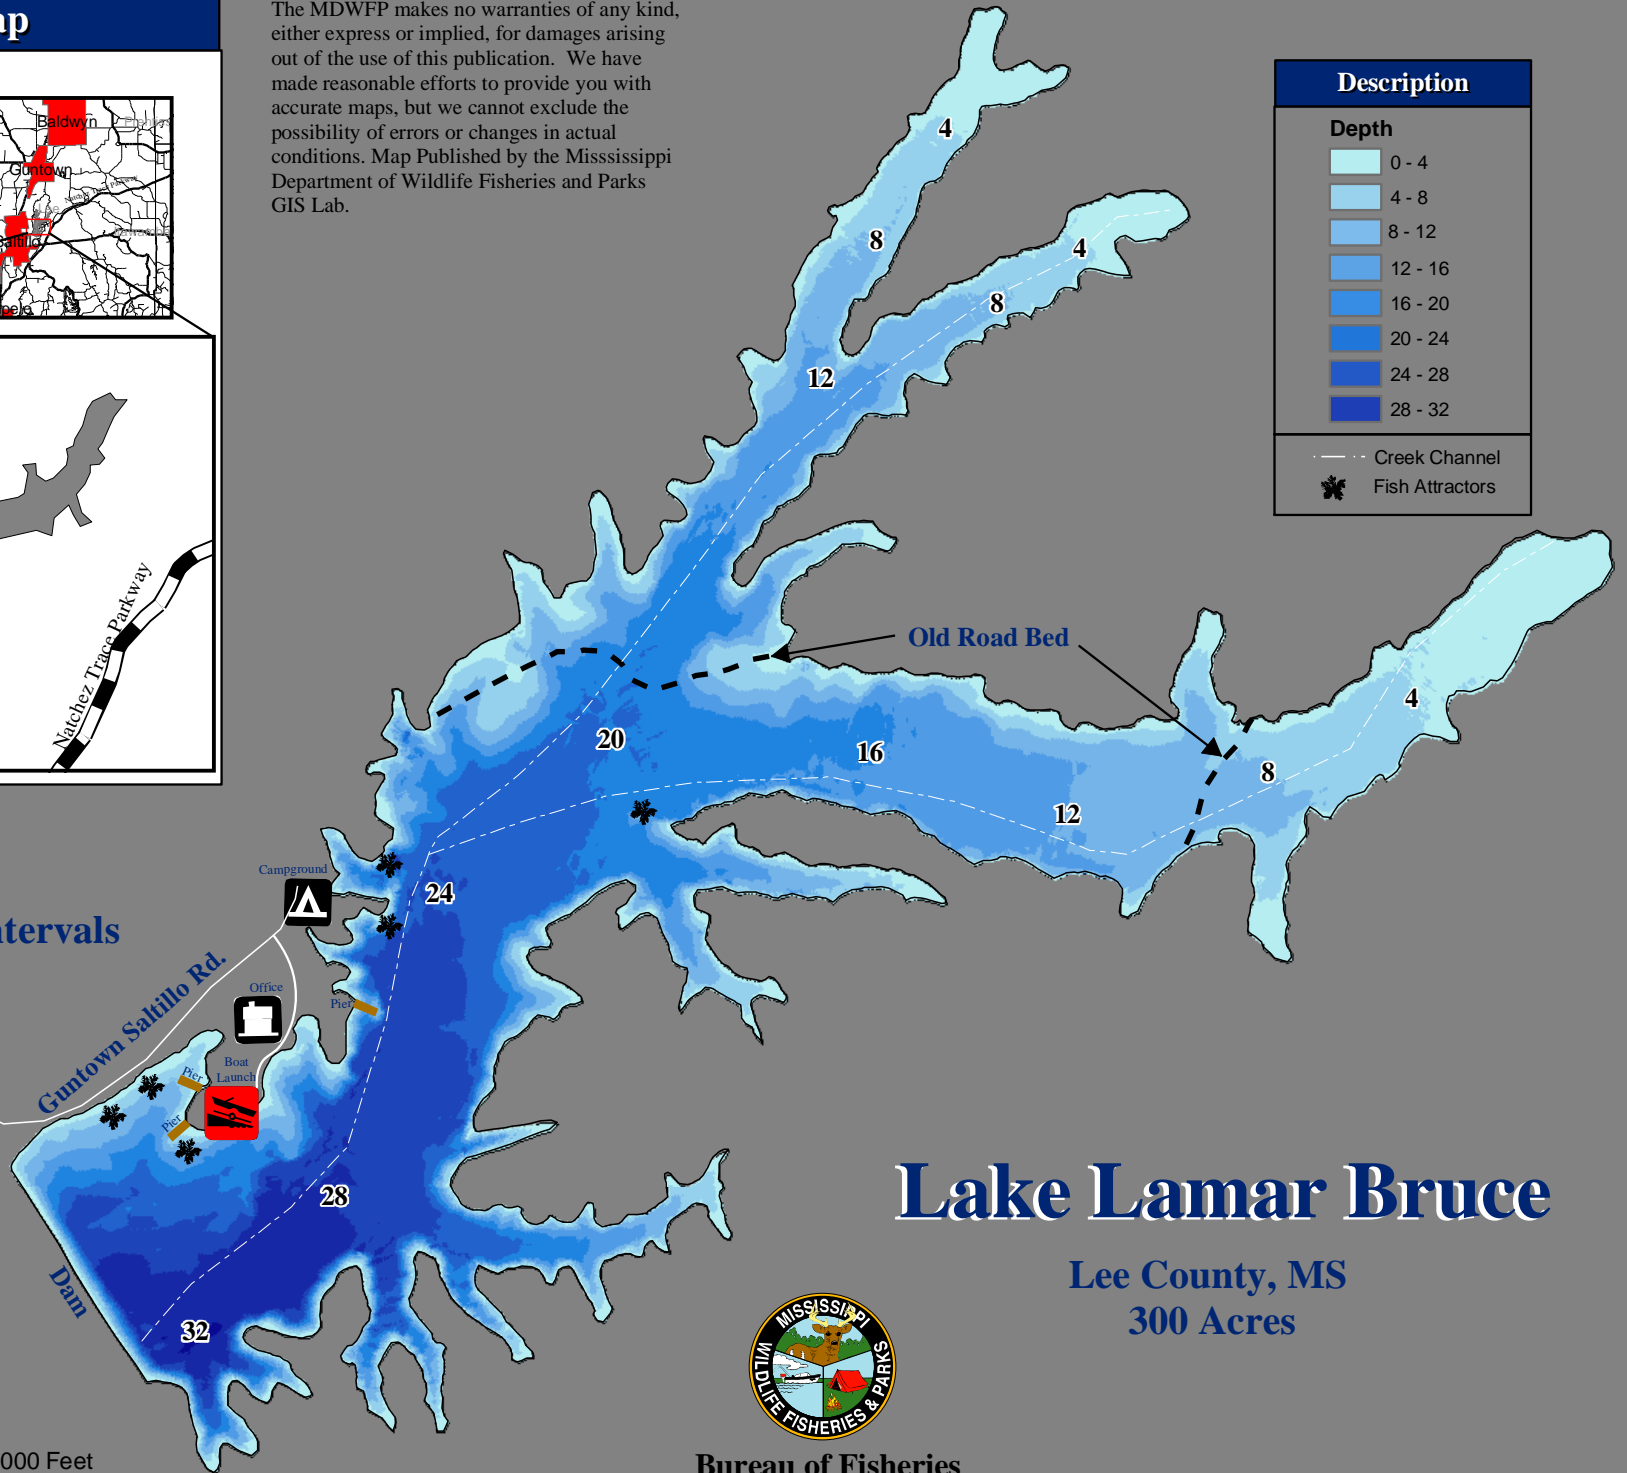 ap
The MDWFP makes no warranties of any kind,
either express or implied, for damages arising
out of the use of this publication. We have
made reasonable efforts to provide you with
accurate maps, but we cannot exclude the
possibility of errors or changes in actual
conditions. Map Published by the Misssissippi
Department of Wildlife Fisheries and Parks
GIS Lab.
Baldwyn
Guntown
Saltillo
Natchez Trace Parkway
Natchez Trace Parkway
Description
Depth
0 - 4
4 - 8
8 - 12
12 - 16
16 - 20
20 - 24
24 - 28
28 - 32
Creek Channel
Fish Attractors
4
8
4
8
12
Old Road Bed
4
20
16
8
12
Campground
24
ntervals
Guntown Saltillo Rd.
Office
Pier
Boat
Launch
Pier
Pier
28
Dam
32
Lake Lamar Bruce
Lee County, MS
300 Acres
MISSISSIPPI
WILDLIFE FISHERIES & PARKS
Bureau of Fisheries
000 Feet